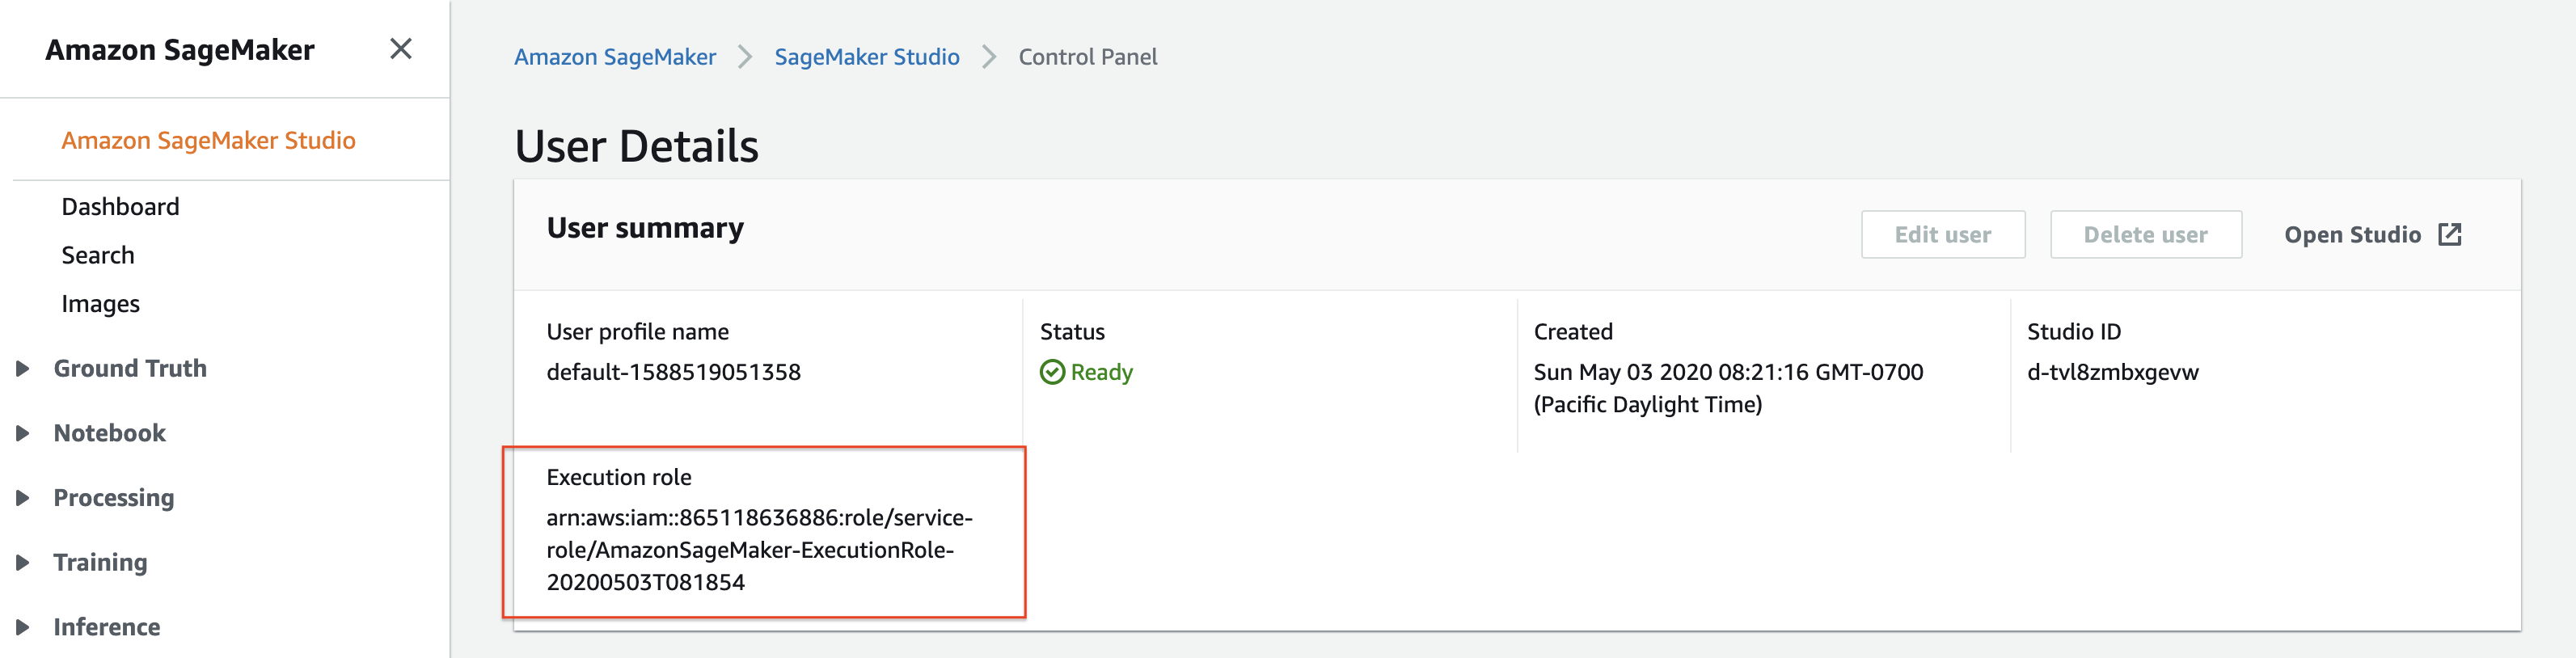 Amazon SageMaker
Amazon SageMaker Studio
Dashboard
Search
Images
Ground Truth
Notebook
Processing
Training
Inference
Amazon SageMaker
SageMaker Studio
Control Panel
User Details
User summary
Edit user
Delete user
Open Studio
User profile name
default-1588519051358
Status
Ready
Created
Sun May 03 2020 08:21:16 GMT-0700
(Pacific Daylight Time)
Studio ID
d-tvl8zmbxgevw
Execution role
arn:aws:iam::865118636886:role/service-
role/AmazonSageMaker-ExecutionRole-
20200503T081854